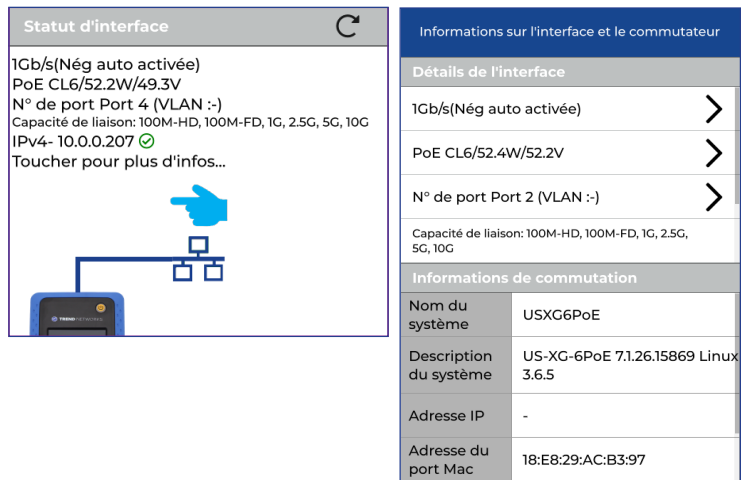 Statut d'interface
1Gb/s(Nég auto activée)
PoE CL6/52.2W/49.3V
N° de port Port 4 (VLAN :-)
Capacité de liaison: 100M-HD, 100M-FD, 1G, 2.5G, 5G, 10G
IPv4- 10.0.0.207
Toucher pour plus d'infos...
TREND NETWORKS
Informations sur l'interface et le commutateur
Détails de l'interface
1Gb/s(Nég auto activée)
PoE CL6/52.4W/52.2V
N° de port Port 2 (VLAN :-)
Capacité de liaison: 100M-HD, 100M-FD, 1G, 2.5G,
5G, 10G
Informations de commutation
Nom du
système
USXG6PoE
Description
du système
US-XG-6PoE 7.1.26.15869 Linux
3.6.5
Adresse IP
-
Adresse du
port Mac
18:E8:29:AC:B3:97